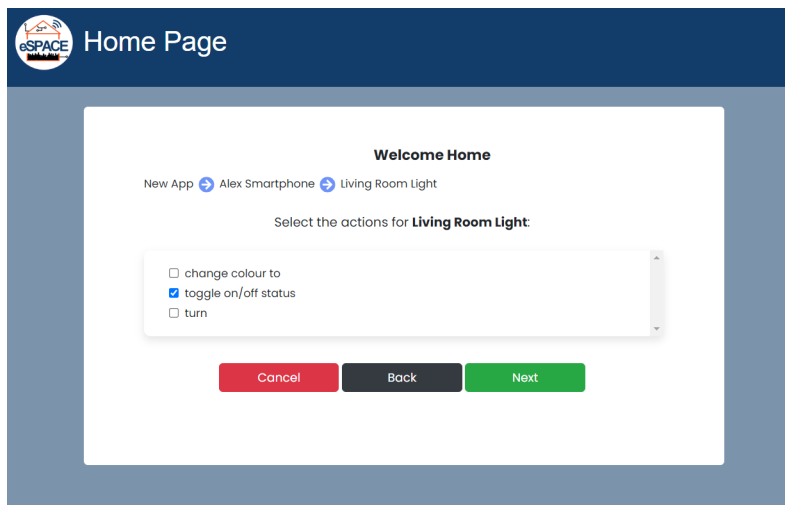 eSPACE
Home Page
Welcome Home
New App Alex Smartphone Living Room Light
Select the actions for Living Room Light:
change colour to
toggle on/off status
turn
Cancel Back Next